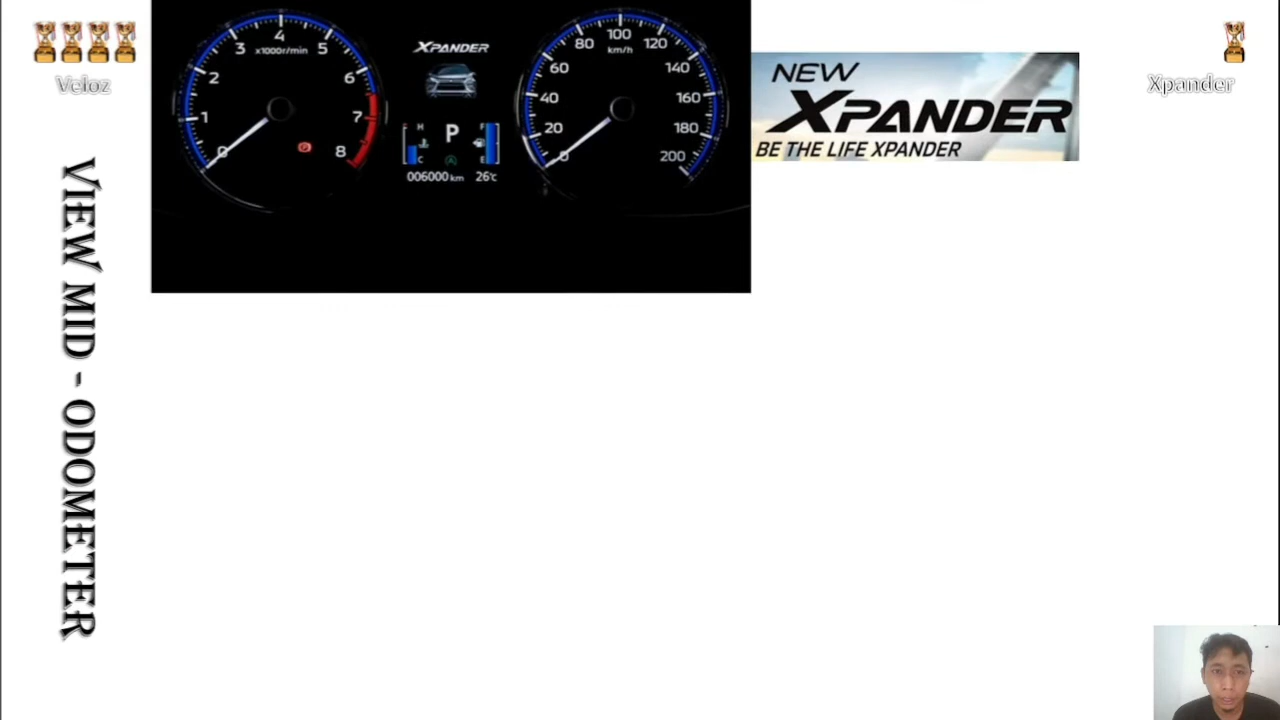 Veloz
Xpander
VIEW MID - ODOMETER
0
1
2
3
4
5
6
7
8
x1000r/min
XPANDER
H
C
P
F
E
006000 km 26°c
0
20
40
60
80
100
120
140
160
180
200
km/h
NEW
XPANDER
BE THE LIFE XPANDER